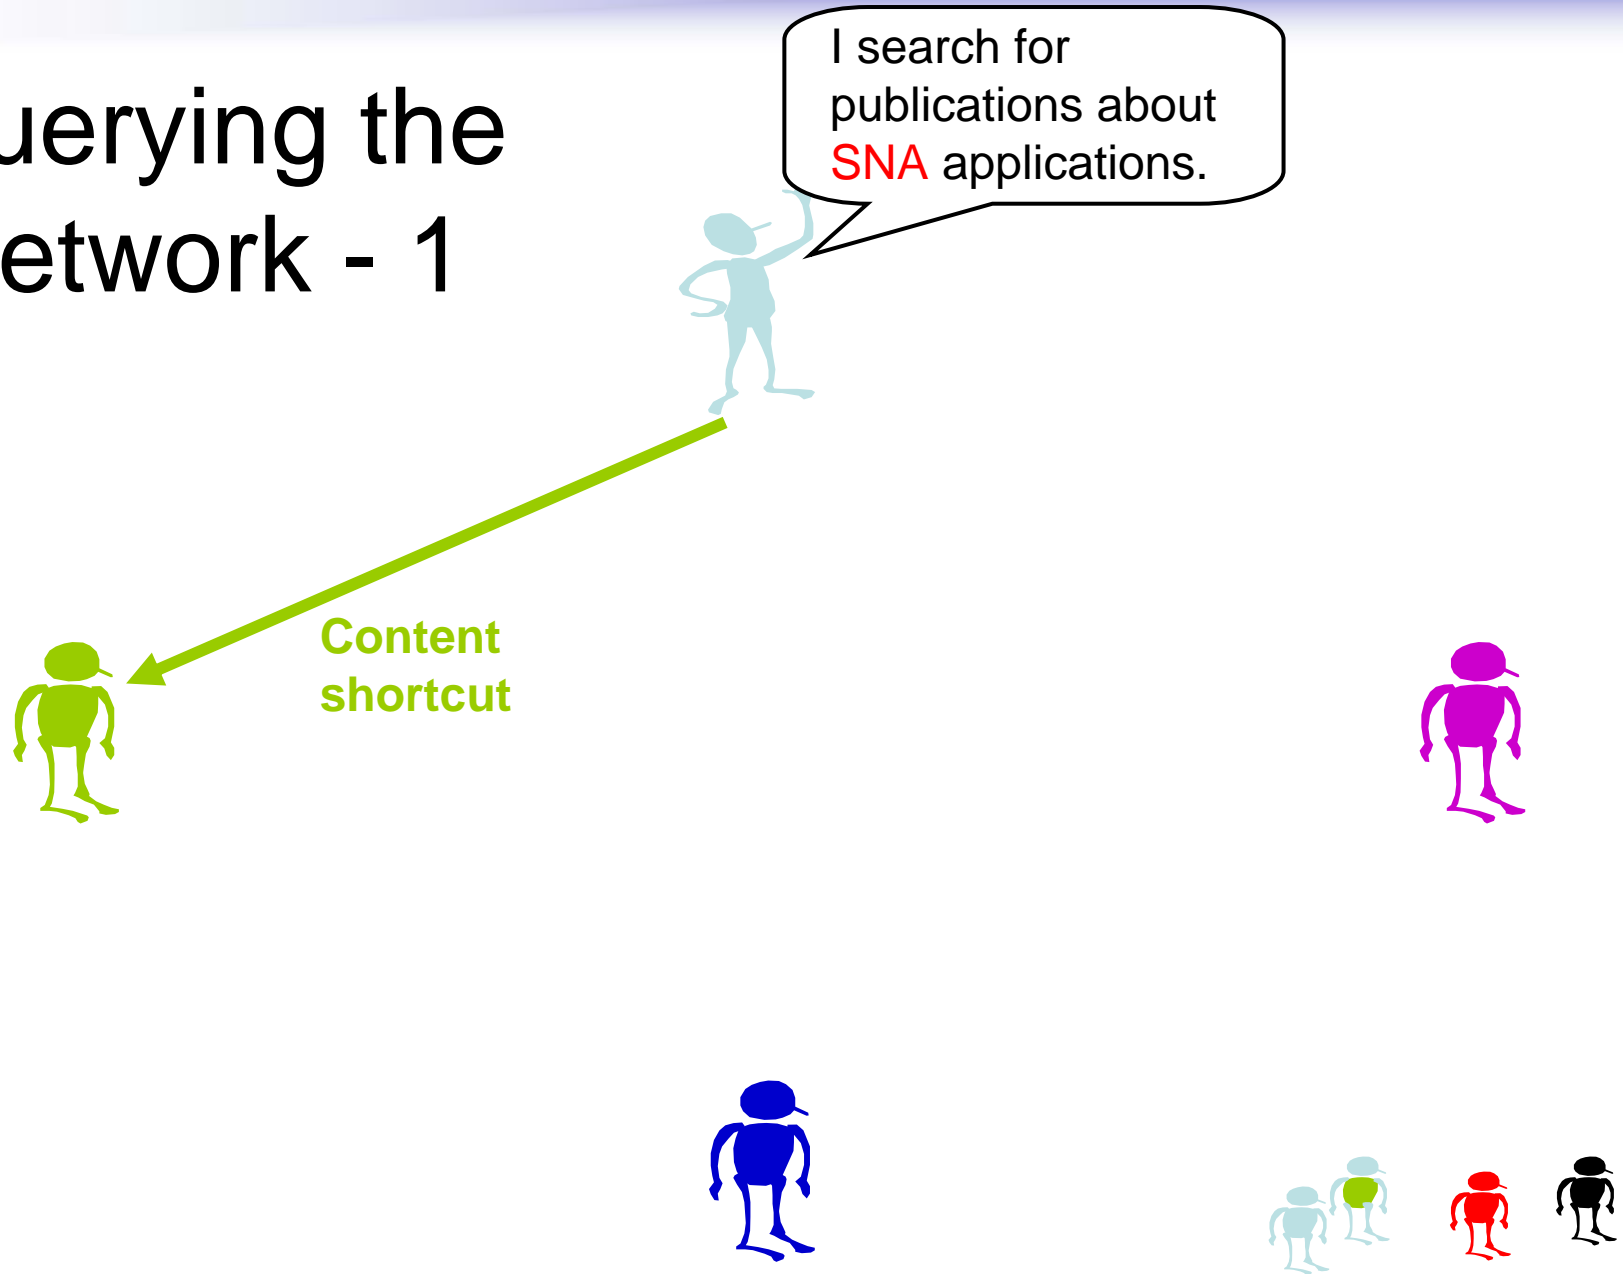 uerying the
etwork - 1
I search for
publications about
SNA applications.
Content
shortcut